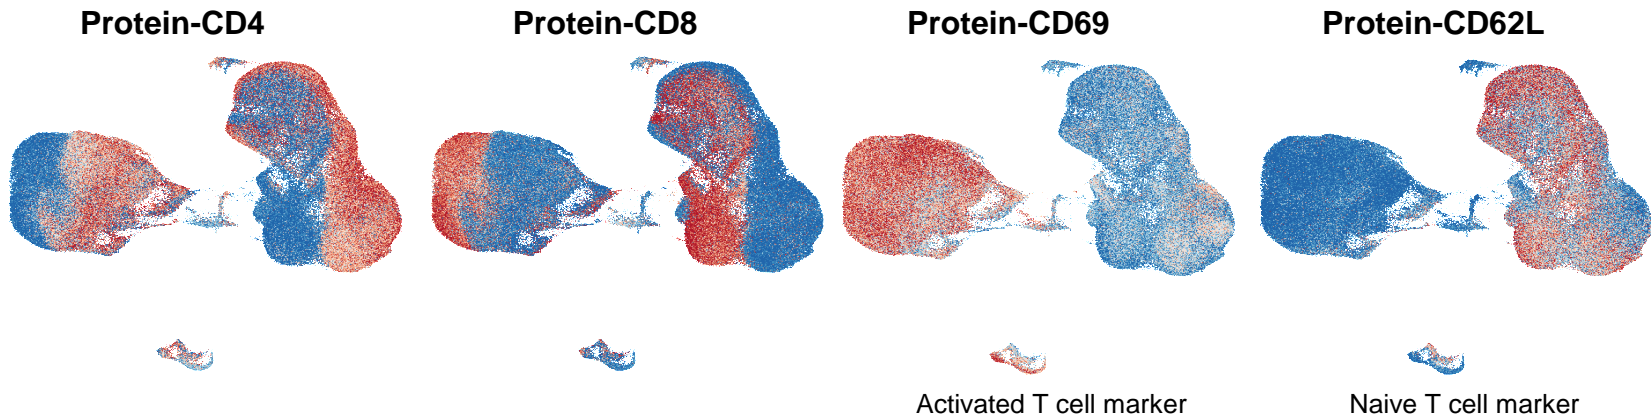 Protein-CD4
Protein-CD8
Protein-CD69
Protein-CD62L
Activated T cell marker
Naive T cell marker